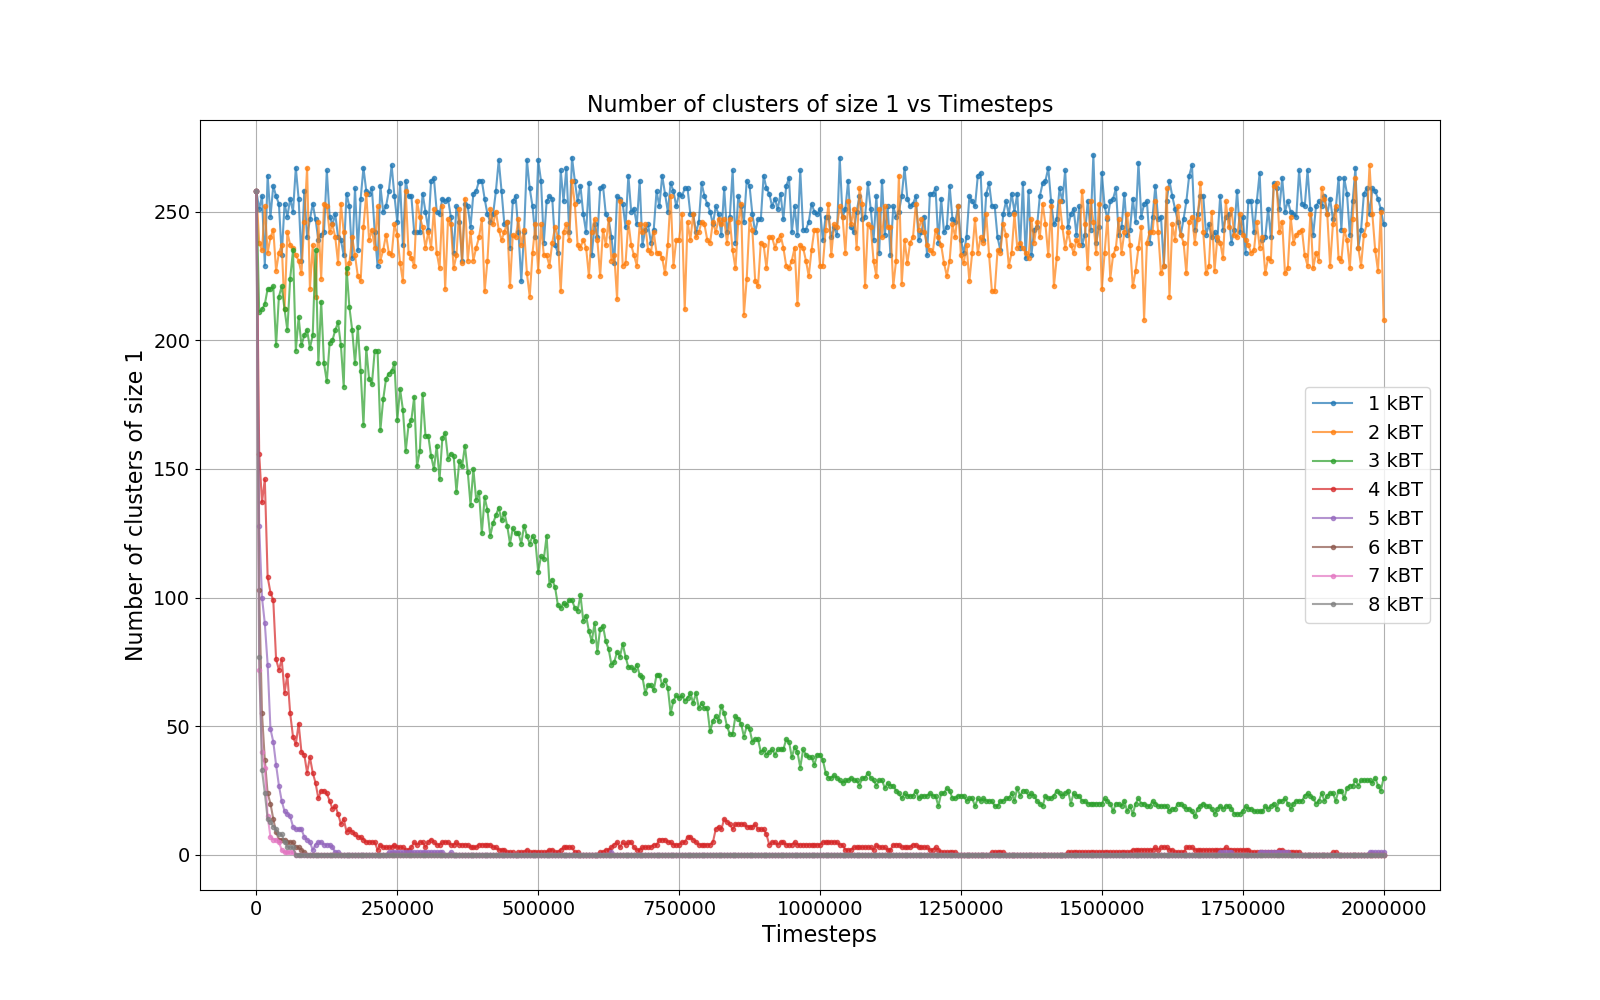 Number of clusters of size 1 vs Timesteps
Number of clusters of size 1
250
200
150
100
50
0
1 kBT
2 kBT
3 kBT
4 kBT
5 kBT
6 kBT
7 kBT
8 kBT
0 250000 500000 750000 1000000 1250000 1500000 1750000 2000000
Timesteps